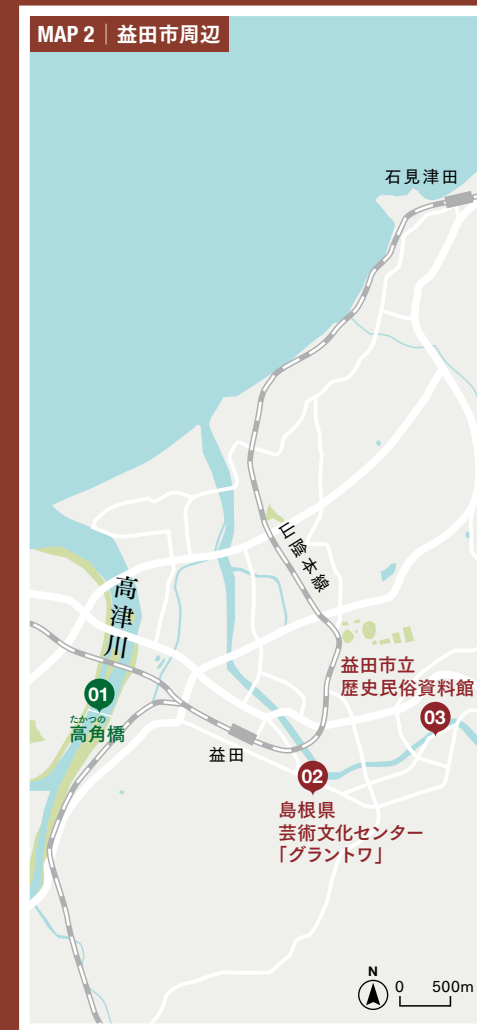 MAP 2 | 益田市周辺
石見津田
山陰本線
高津川
益田市立
歴史民俗資料館
03
01
たかつの
高角橋
益田
02
島根県
芸術文化センター
「グラントワ」
N
0 500m